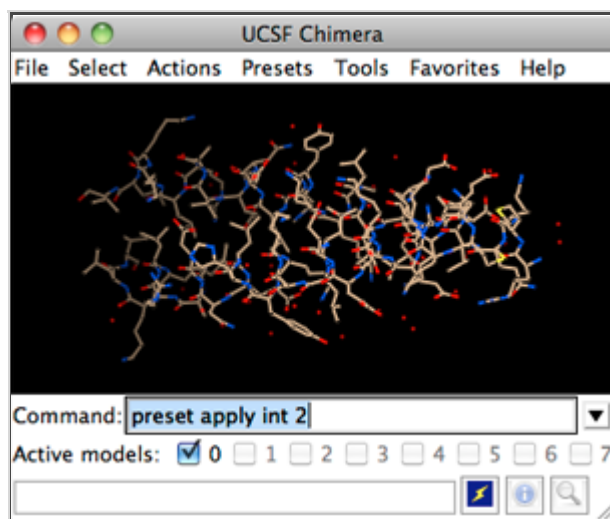 UCSF Chimera
File Select Actions Presets Tools Favorites Help
Command: preset apply int 2
Active models: 0 1 2 3 4 5 6 7